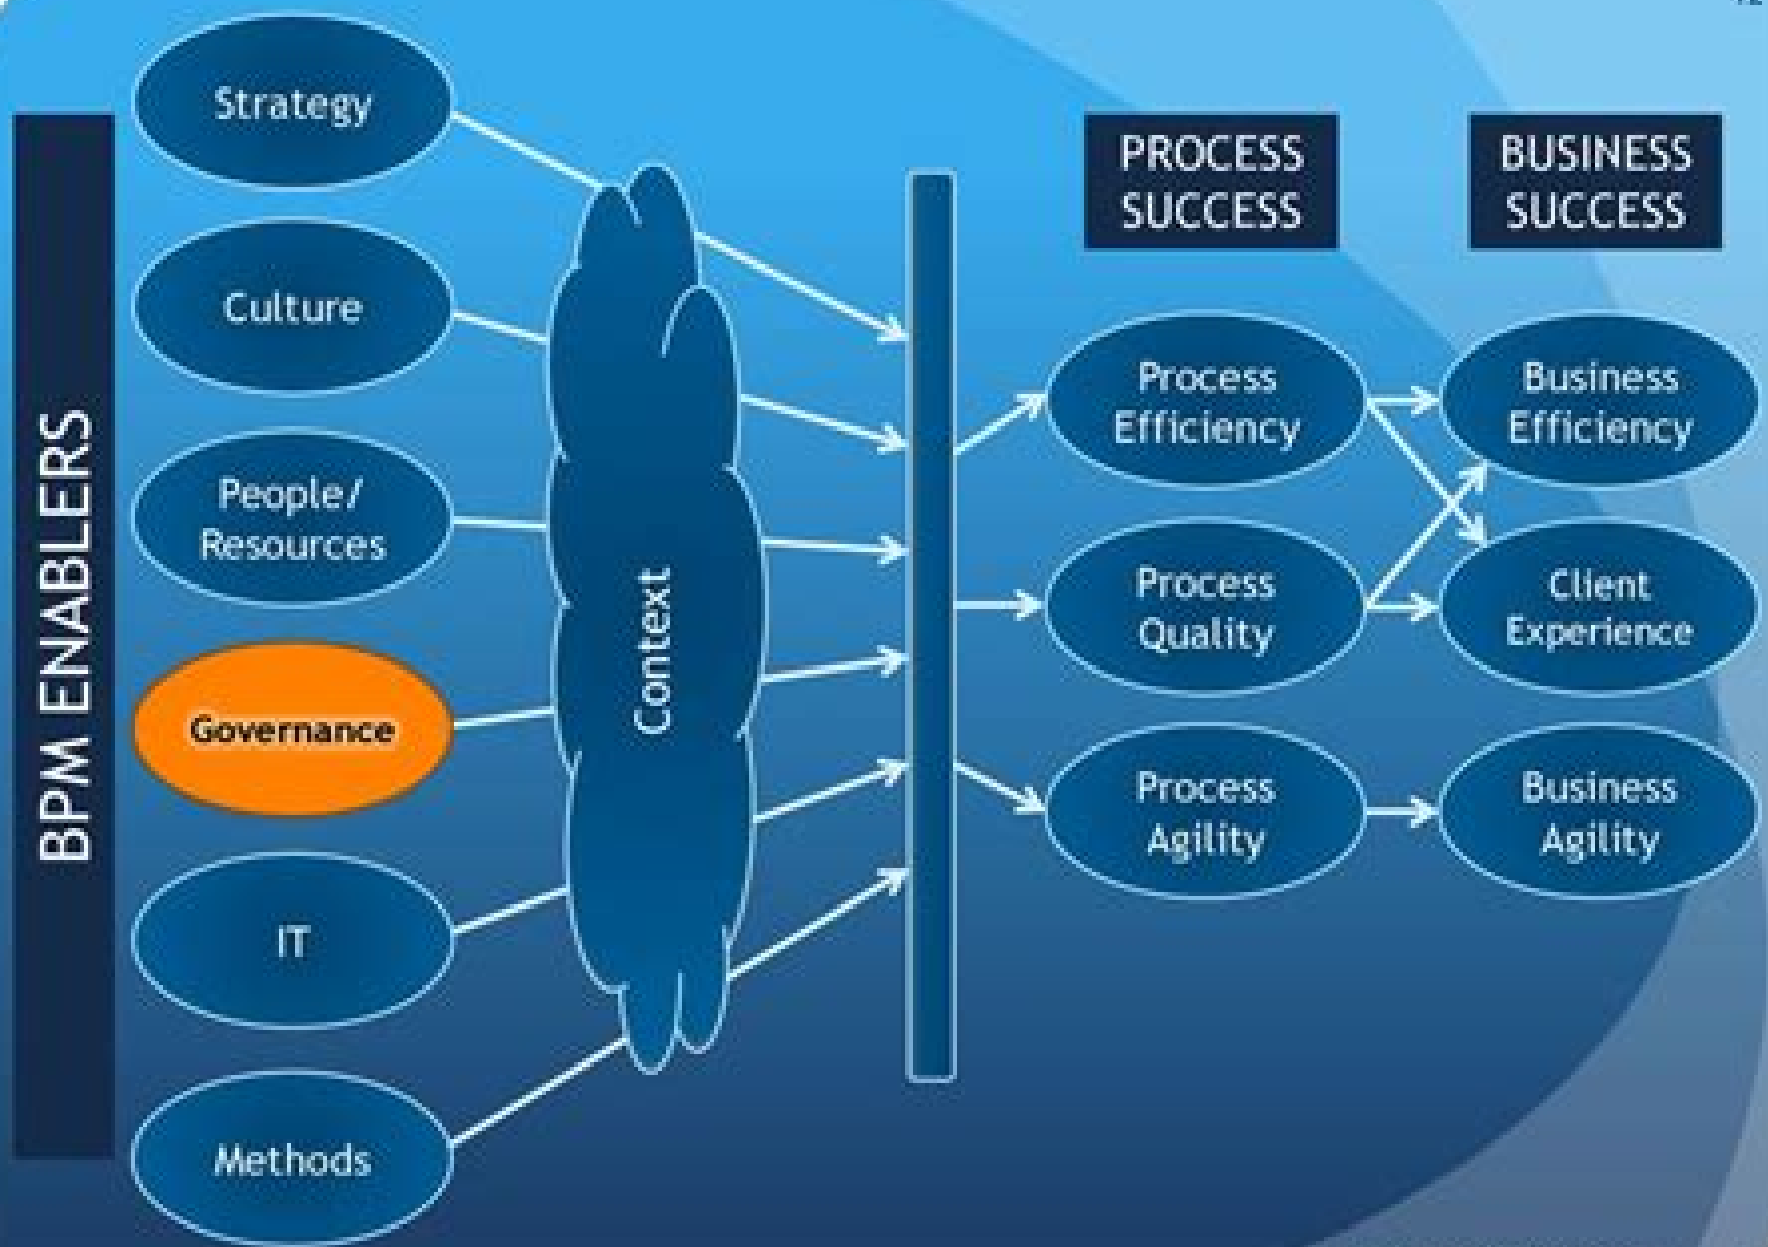 BPM ENABLERS
Strategy
Culture
People/
Resources
Governance
IT
Methods
Context
PROCESS
SUCCESS
Process
Efficiency
Process
Quality
Process
Agility
BUSINESS
SUCCESS
Business
Efficiency
Client
Experience
Business
Agility